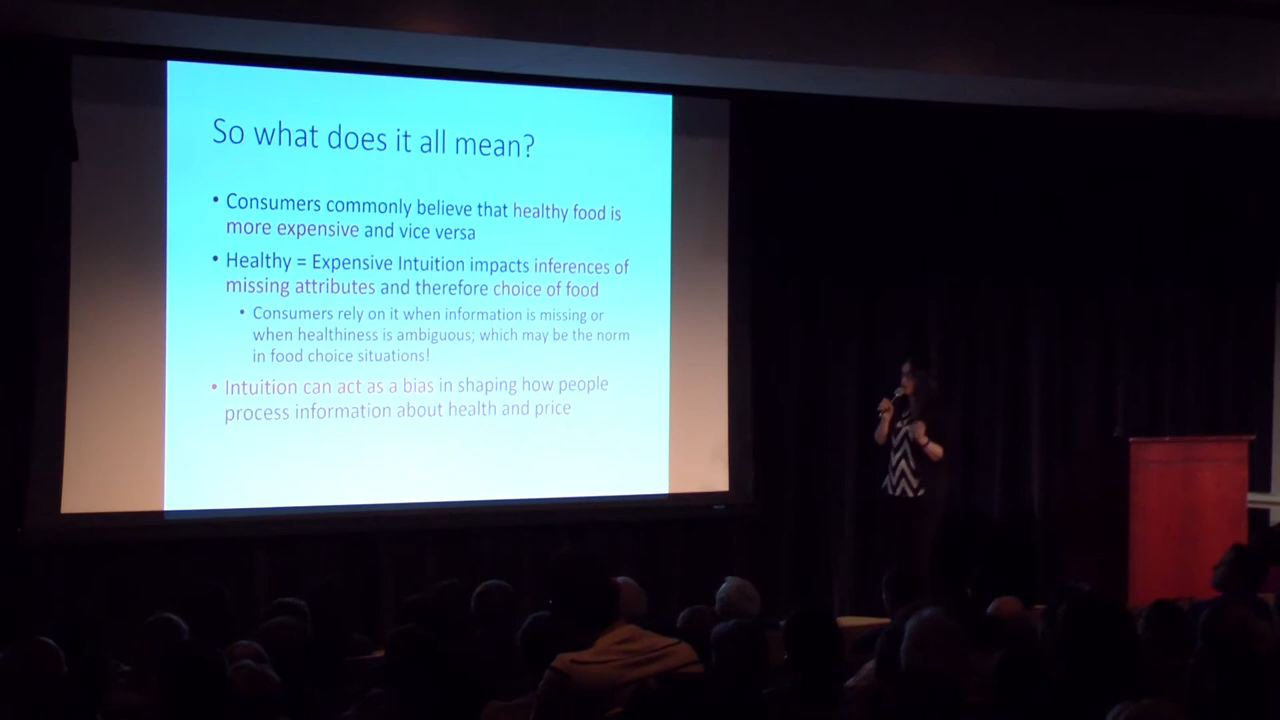 So what does it all mean?
• Consumers commonly believe that healthy food is
more expensive and vice versa
• Healthy = Expensive Intuition impacts inferences of
missing attributes and therefore choice of food
• Consumers rely on it when information is missing or
when healthiness is ambiguous; which may be the norm
in food choice situations!
• Intuition can act as a bias in shaping how people
process information about health and price